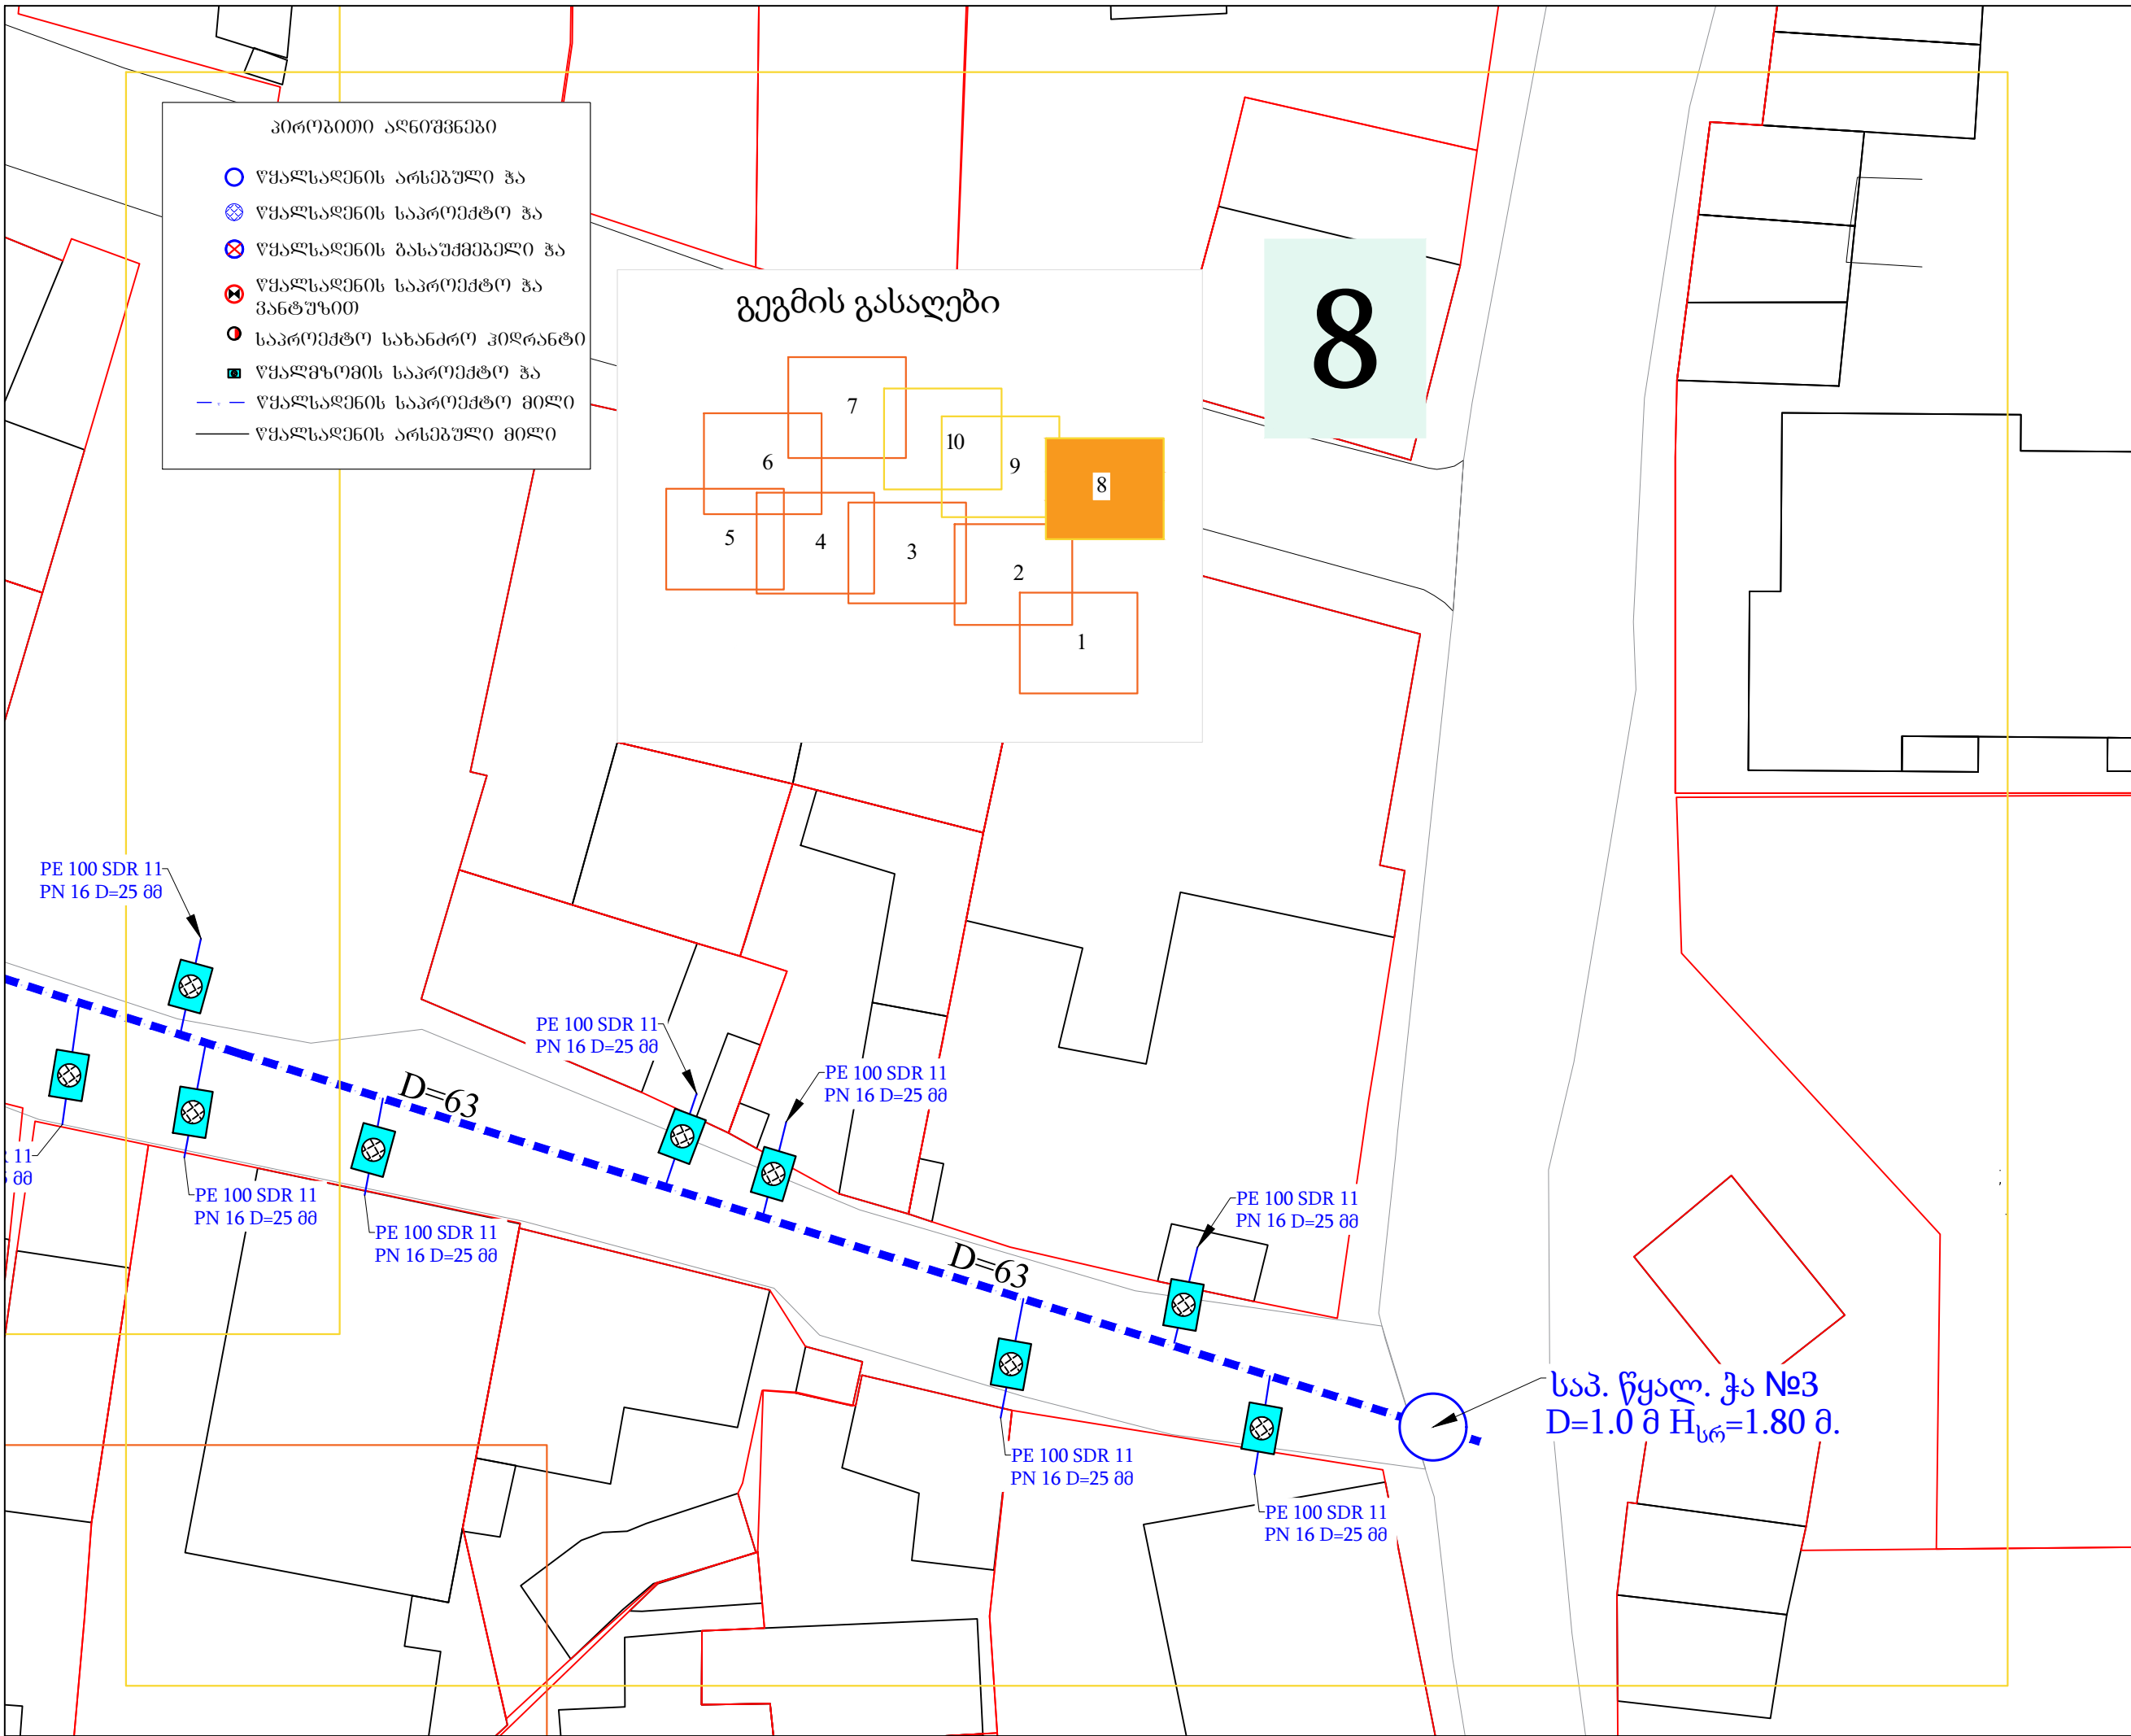 პირობითი აღნიშვნები
წყალსადენის არსებული ჭა
წყალსადენის საპროექტო ჭა
წყალსადენის გასაუქმებელი ჭა
წყალსადენის საპროექტო ჭა
ვანტუზით
საპროექტო სახანძრო ჰიდრანტი
წყალმზომის საპროექტო ჭა
წყალსადენის საპროექტო მილი
წყალსადენის არსებული მილი
გეგმის გასაღები
7
10
6
9
8
5
4
3
2
1
8
PE 100 SDR 11
PN 16 D=25 მმ
PE 100 SDR 11
PN 16 D=25 მმ
PE 100 SDR 11
PN 16 D=25 მმ
D=63
11
მმ
PE 100 SDR 11
PN 16 D=25 მმ
PE 100 SDR 11
PN 16 D=25 მმ
PE 100 SDR 11
PN 16 D=25 მმ
D=63
საპ. წყალ. ჭა №3
D=1.0 მ Hსრ=1.80 მ.
PE 100 SDR 11
PN 16 D=25 მმ
PE 100 SDR 11
PN 16 D=25 მმ